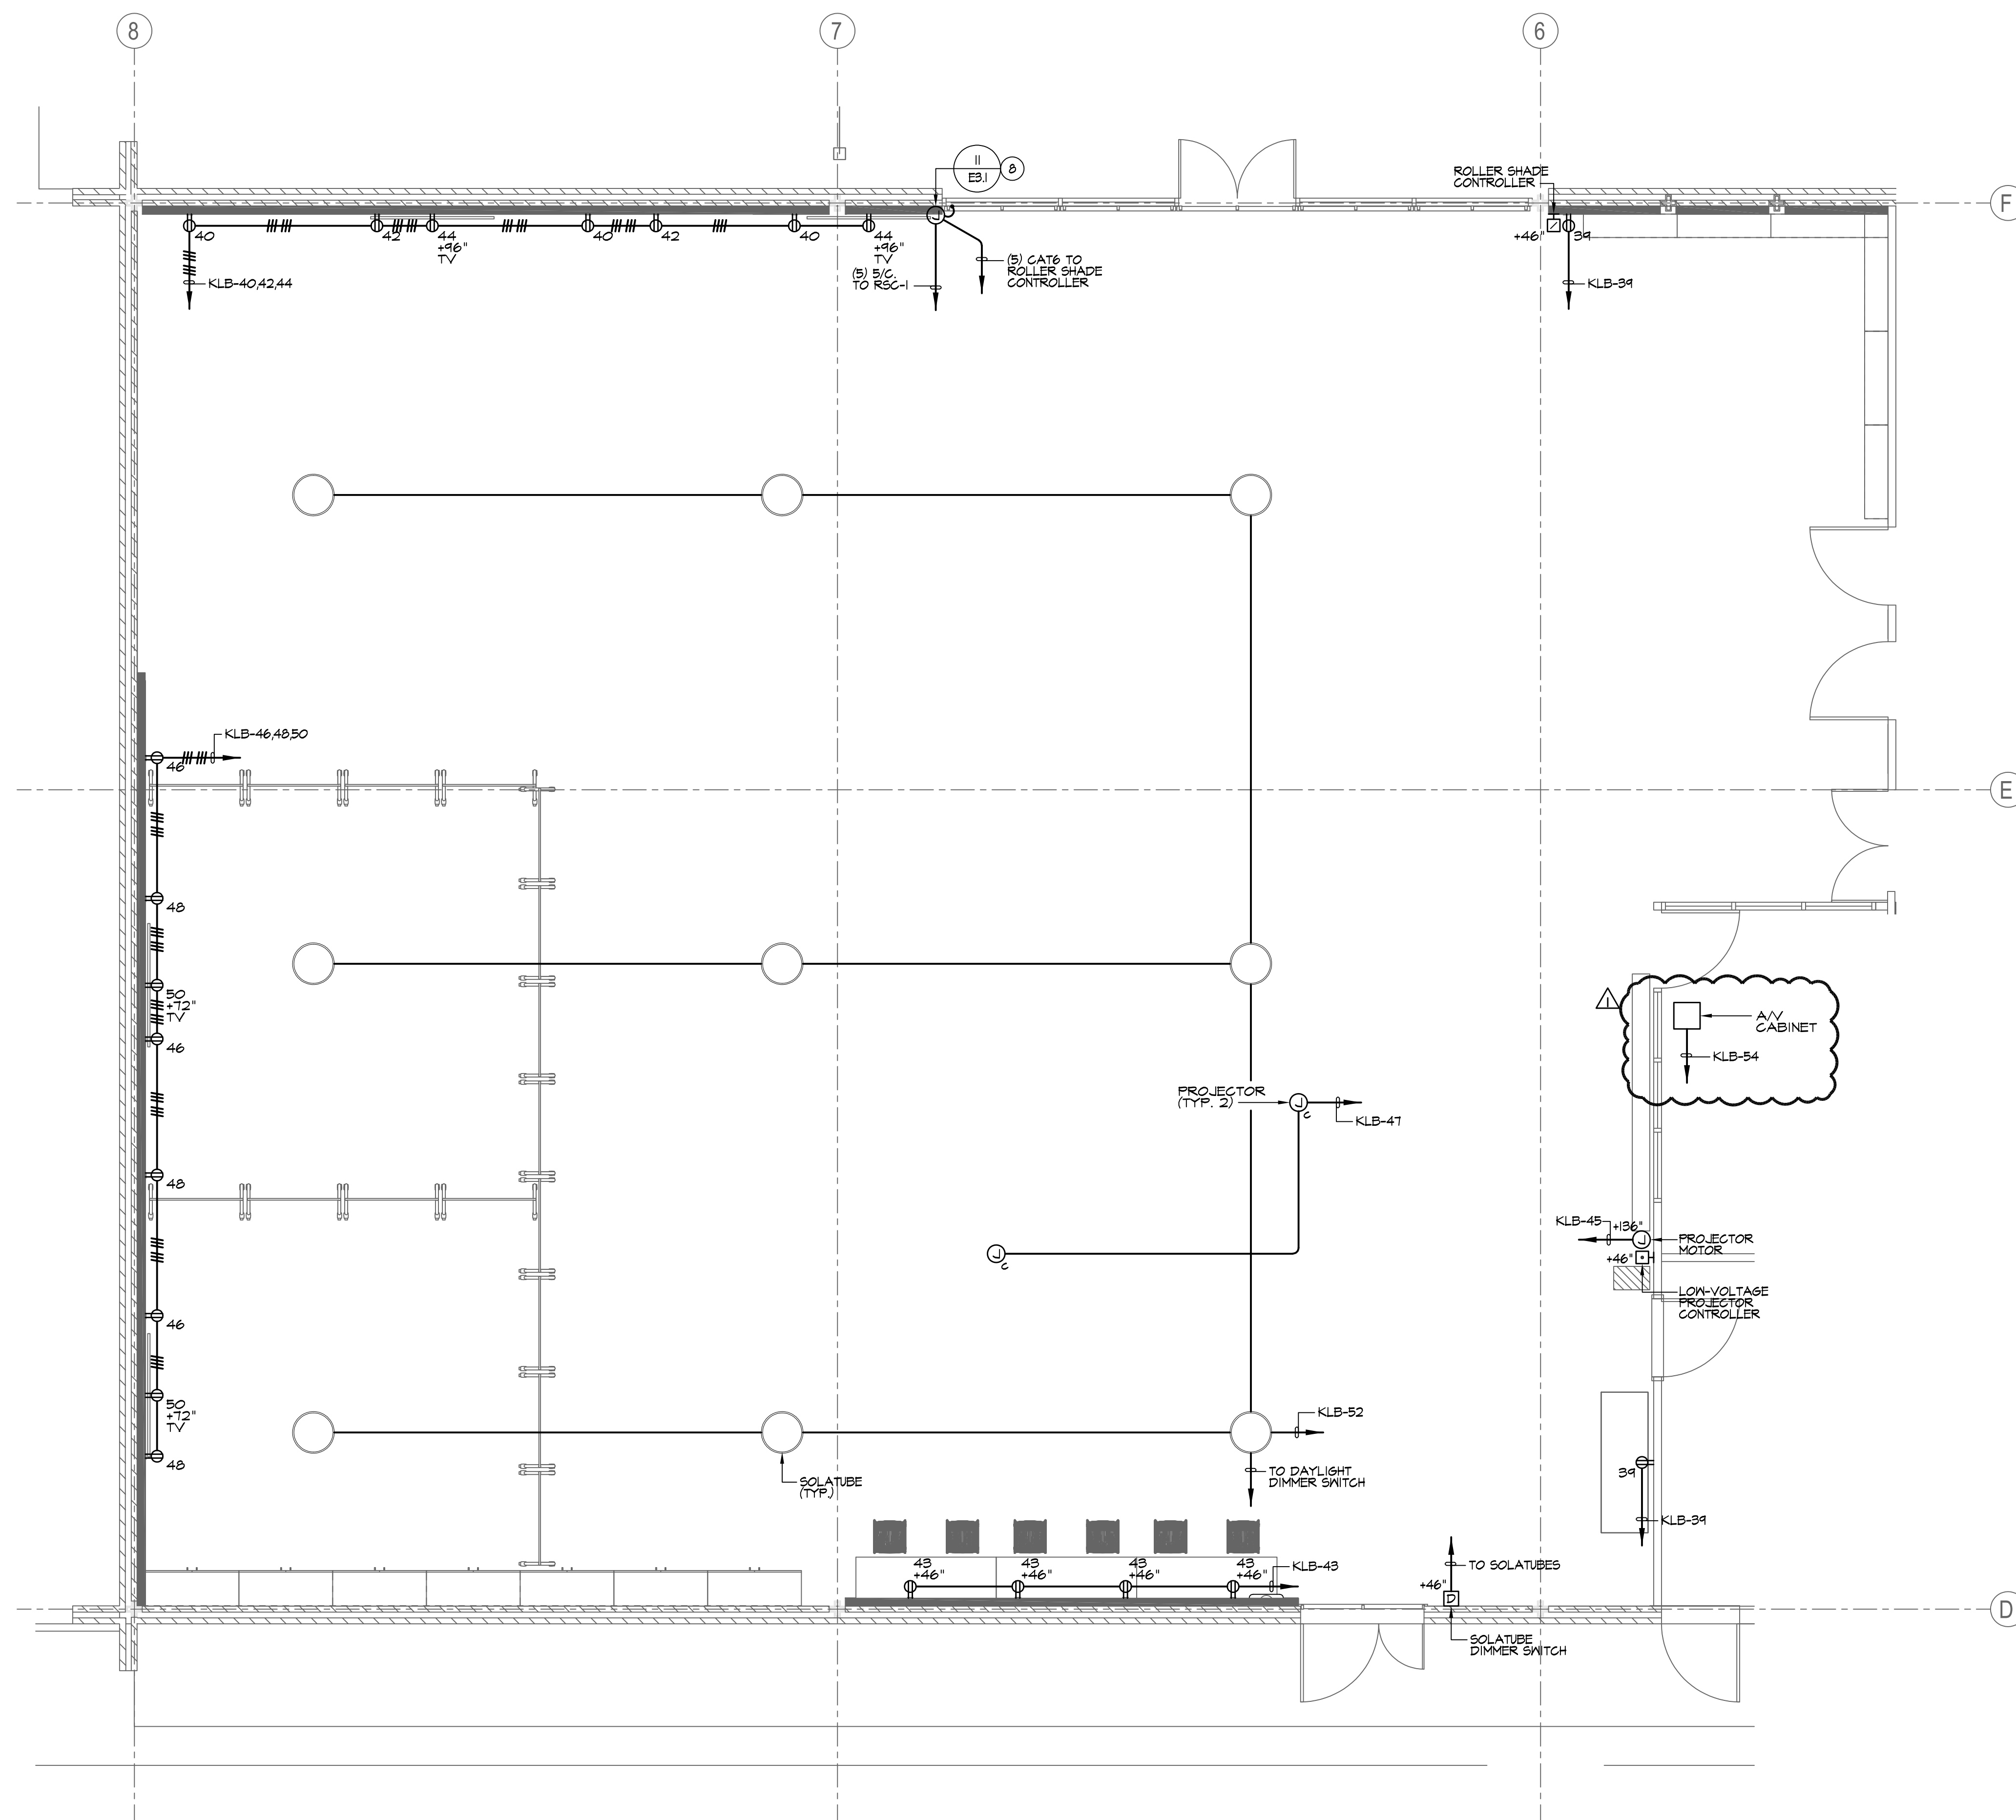 8
7
6
11
E3.1
8
ROLLER SHADE
CONTROLLER
F
40
42
44
+96"
TV
40
42
40
44
+96"
TV
+46"
39
(5) 5/C.
TO RSC-1
(5) CAT6 TO
ROLLER SHADE
CONTROLLER
KLB-40,42,44
KLB-39
J
KLB-46,48,50
46
E
48
50
+72"
TV
46
1
A/V
CABINET
KLB-54
PROJECTOR
(TYP. 2)
J
C
KLB-47
48
KLB-45
+136"
J
PROJECTOR
MOTOR
J
C
+46"
LOW-VOLTAGE
PROJECTOR
CONTROLLER
46
50
+72"
TV
KLB-52
48
SOLATUBE
(TYP.)
TO DAYLIGHT
DIMMER SWITCH
39
KLB-39
43
+46"
43
+46"
43
+46"
43
+46"
KLB-43
TO SOLATUBES
+46"
D
D
SOLATUBE
DIMMER SWITCH